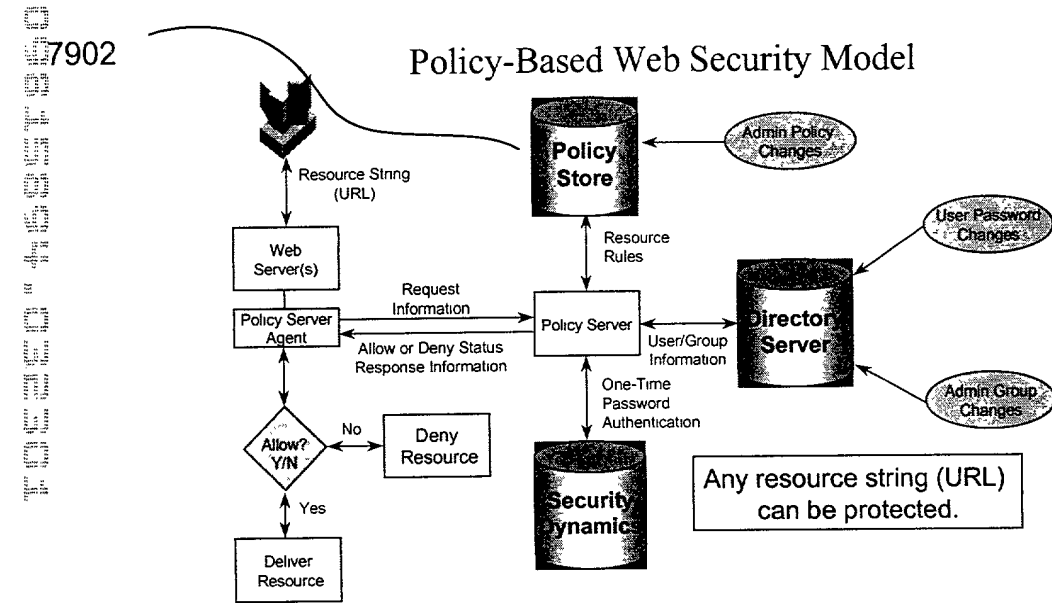 7902
Policy-Based Web Security Model
Resource String
(URL)
Policy
Store
Admin Policy
Changes
Web
Server(s)
Resource
Rules
User Password
Changes
Request
Information
Policy Server
Agent
Policy Server
Directory
Server
Allow or Deny Status
Response Information
User/Group
Information
One-Time
Password
Authentication
Admin Group
Changes
Allow?
Y/N
No
Deny
Resource
Yes
Security
Dynamics
Any resource string (URL)
can be protected.
Deliver
Resource